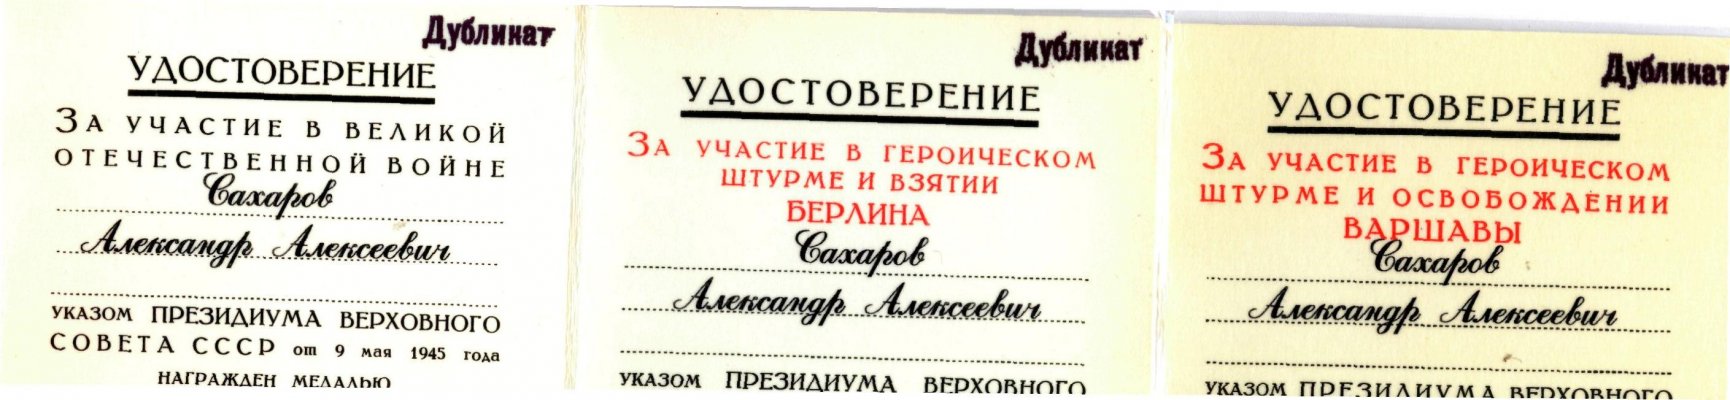 Дубликат
УДОСТОВЕРЕНИЕ
За участие в Великой
Отечественной войне
Сахаров
Александр Алексеевич
указом ПРЕЗИДИУМА ВЕРХОВНОГО
СОВЕТА СССР от 9 мая 1945 года
НАГРАЖДЕН МЕДАЛЬЮ
Дубликат
УДОСТОВЕРЕНИЕ
За участие в героическом
штурме и взятии
БЕРЛИНА
Сахаров
Александр Алексеевич
указом ПРЕЗИДИУМА ВЕРХОВНОГО
Дубликат
УДОСТОВЕРЕНИЕ
За участие в героическом
штурме и освобождении
ВАРШАВЫ
Сахаров
Александр Алексеевич
указом ПРЕЗИДИУМА ВЕРХОВНОГО